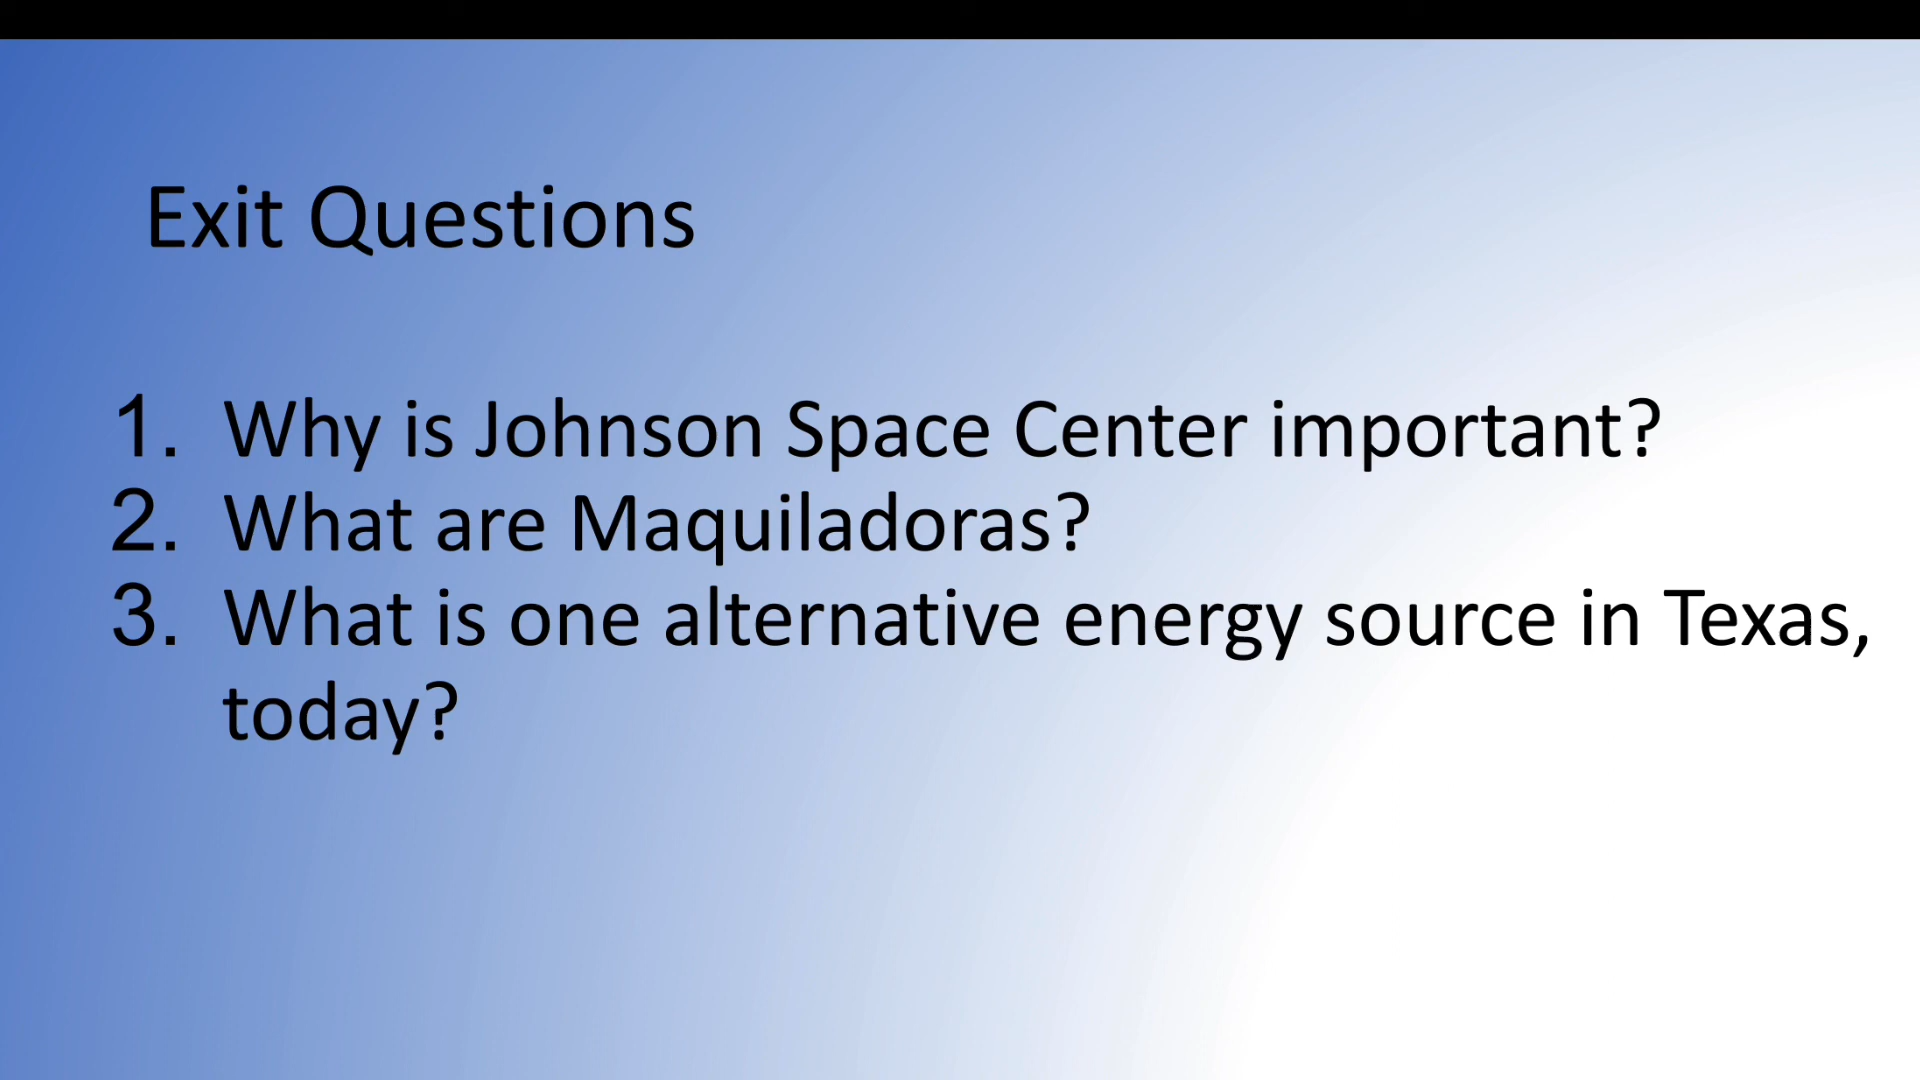 Exit Questions
1. Why is Johnson Space Center important?
2. What are Maquiladoras?
3. What is one alternative energy source in Texas,
today?